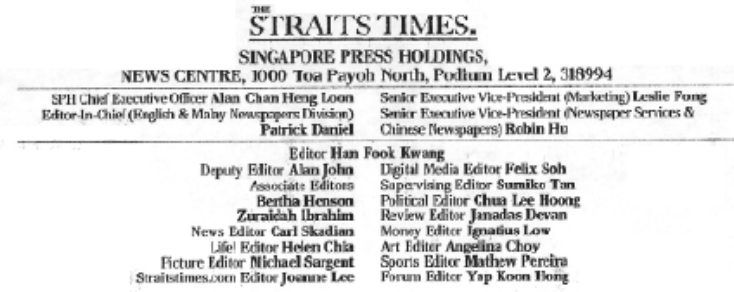 THE
STRAITS TIMES.
SINGAPORE PRESS HOLDINGS,
NEWS CENTRE, 1000 Toa Payoh North, Podium Level 2, 318994
SPH Chief Executive Officer Alan Chan Heng Loon
Editor-In-Chief (English & Malay Newspapers Division)
Patrick Daniel
Senior Executive Vice-President (Marketing) Leslie Fong
Senior Executive Vice-President (Newspaper Services &
Chinese Newspapers) Robin Hu
Editor Han Fook Kwang
Deputy Editor Alan John
Associate Editors
Bertha Henson
Zuraidah Ibrahim
News Editor Carl Skadian
Life! Editor Helen Chia
Picture Editor Michael Sargent
Straitstimes.com Editor Joanne Lee
Digital Media Editor Felix Soh
Supervising Editor Sumiko Tan
Political Editor Chua Lee Hoong
Review Editor Janadas Devan
Money Editor Ignatius Low
Art Editor Angelina Choy
Sports Editor Mathew Pereira
Forum Editor Yap Koon Hong